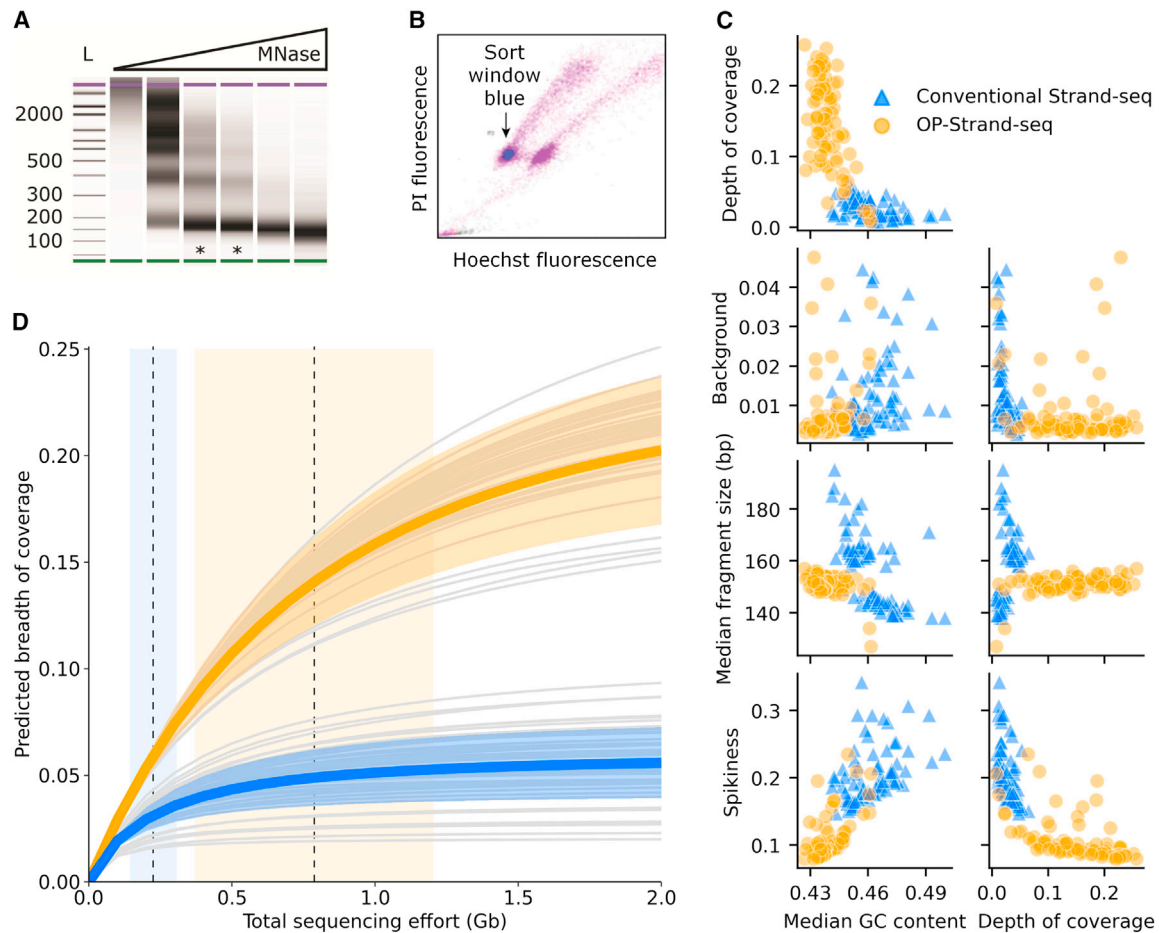 A
L
MNase
2000
500
300
200
100
*
*
B
Sort
window
blue
PI fluorescence
Hoechst fluorescence
C
Conventional Strand-seq
OP-Strand-seq
Depth of coverage
0.2
0.1
0.0
Background
0.04
0.03
0.02
0.01
Median fragment size (bp)
180
160
140
Spikiness
0.3
0.2
0.1
0.43
0.46
0.49
Median GC content
0.0
0.1
0.2
Depth of coverage
D
Predicted breadth of coverage
0.25
0.20
0.15
0.10
0.05
0.00
0.0
0.5
1.0
1.5
2.0
Total sequencing effort (Gb)